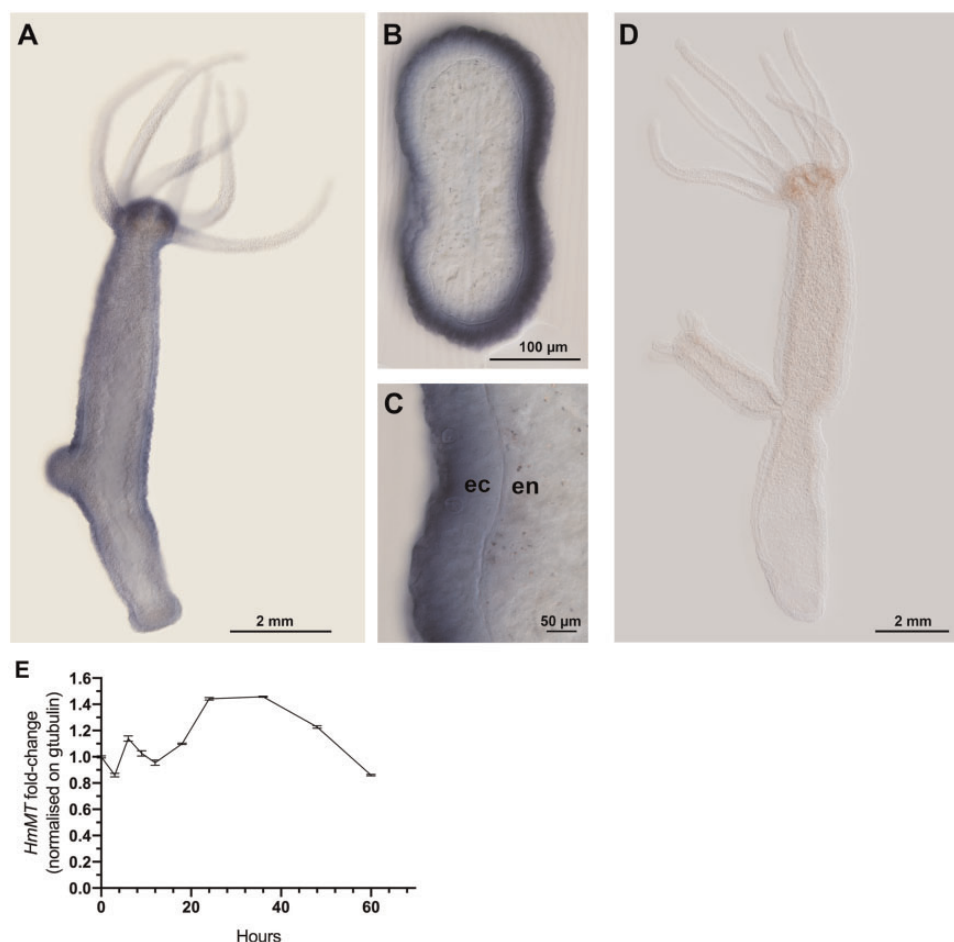 A
B
100 µm
C
ec en
50 µm
D
2 mm
2 mm
E
HmMT fold-change
(normalised on gtubulin)
1.6
1.4
1.2
1.0
0.8
0.6
0.4
0.2
0.0
0 20 40 60
Hours